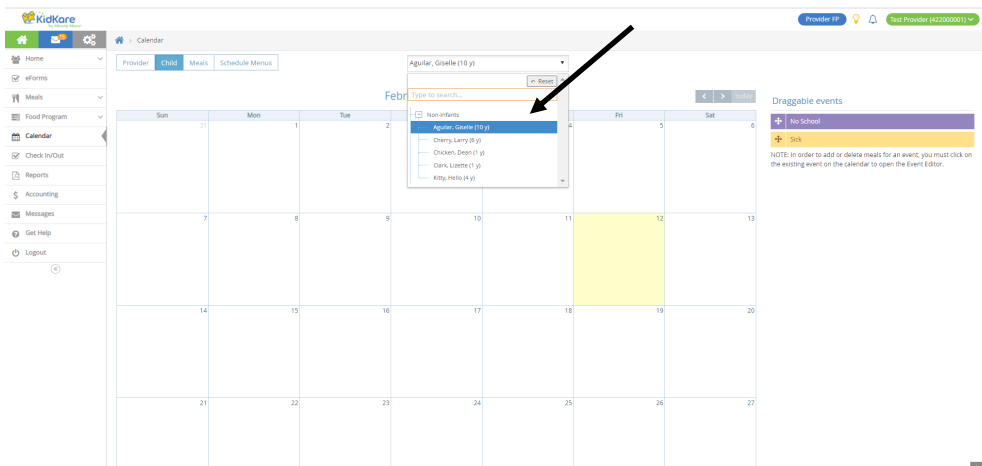 KidKare
by Minute Menu
Provider FP
Test Provider (422000001)
Calendar
Home
eForms
Meals
Food Program
Calendar
Check In/Out
Reports
Accounting
Messages
Get Help
Logout
Provider Child Meals Schedule Menus
Aguilar, Giselle (10 y)
Reset
Type to search...
Non-Infants
Aguilar, Giselle (10 y)
Cherry, Larry (6 y)
Chicken, Dean (1 y)
Clark, Lizette (1 y)
Kitty, Hello (4 y)
Febr
today
Sun Mon Tue Fri Sat
31 1 2 4 5 6
7 8 9 10 11 12 13
14 15 16 17 18 19 20
21 22 23 24 25 26 27
Draggable events
No School
Sick
NOTE: In order to add or delete meals for an event, you must click on
the existing event on the calendar to open the Event Editor.